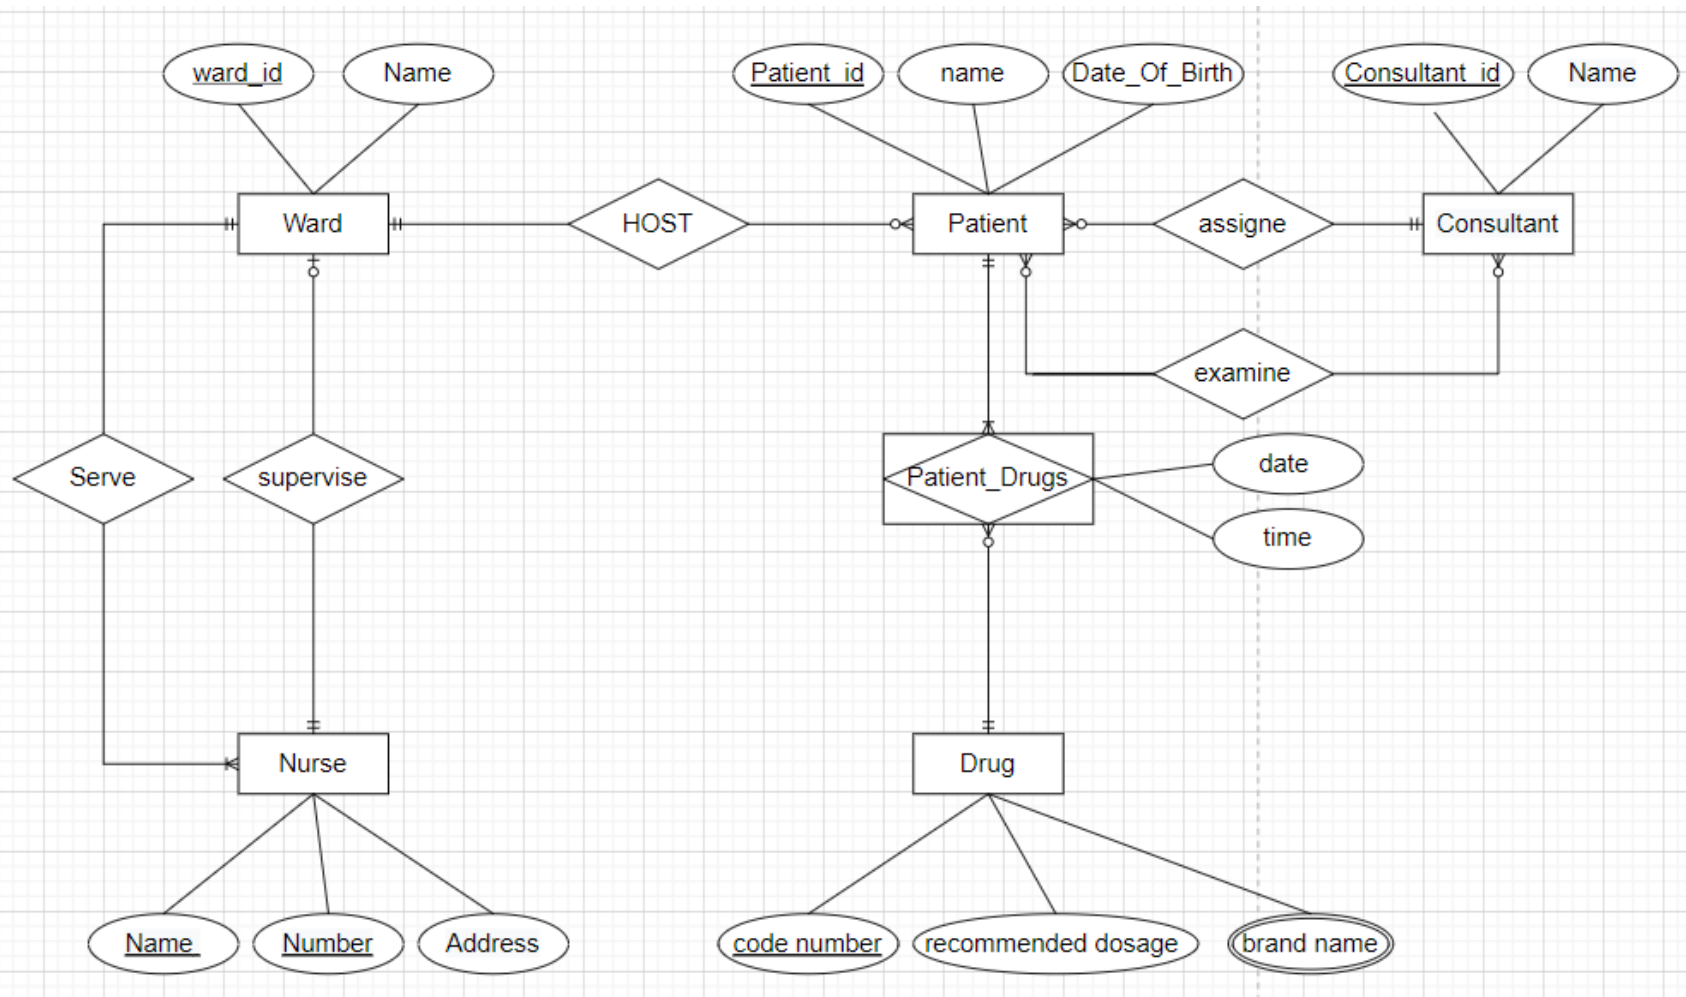 ward_id
Name
Patient_id
name
Date_Of_Birth
Consultant_id
Name
Ward
HOST
Patient
assigne
Consultant
examine
Serve
supervise
Patient_Drugs
date
time
Nurse
Drug
Name
Number
Address
code number
recommended dosage
brand name